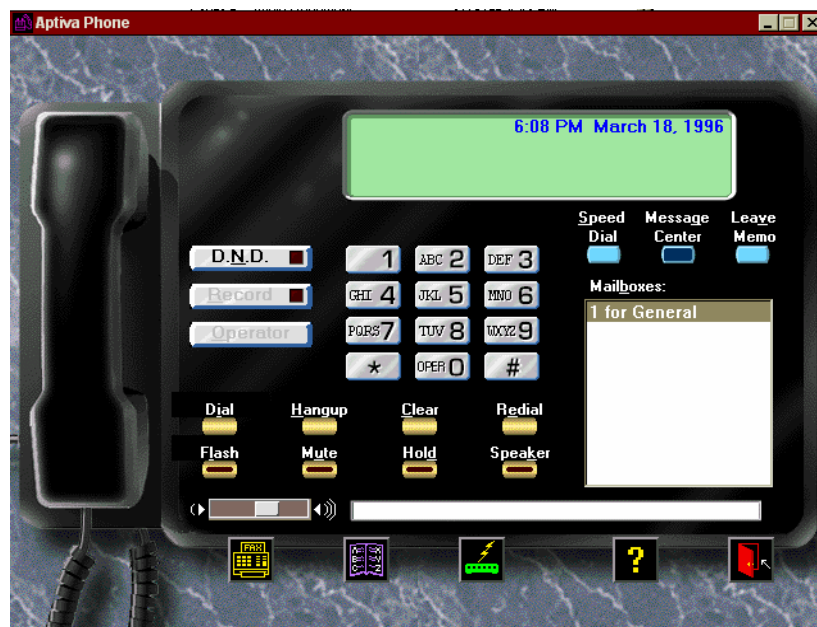 Aptiva Phone
6:08 PM March 18, 1996
Speed Dial
Message Center
Leave Memo
D.N.D.
Record
Operator
1
ABC 2
DEF 3
GHI 4
JKL 5
MNO 6
PQRS 7
TUV 8
WXYZ 9
*
OPER 0
#
Mailboxes:
1 for General
Dial
Hangup
Clear
Redial
Flash
Mute
Hold
Speaker
FAX
?